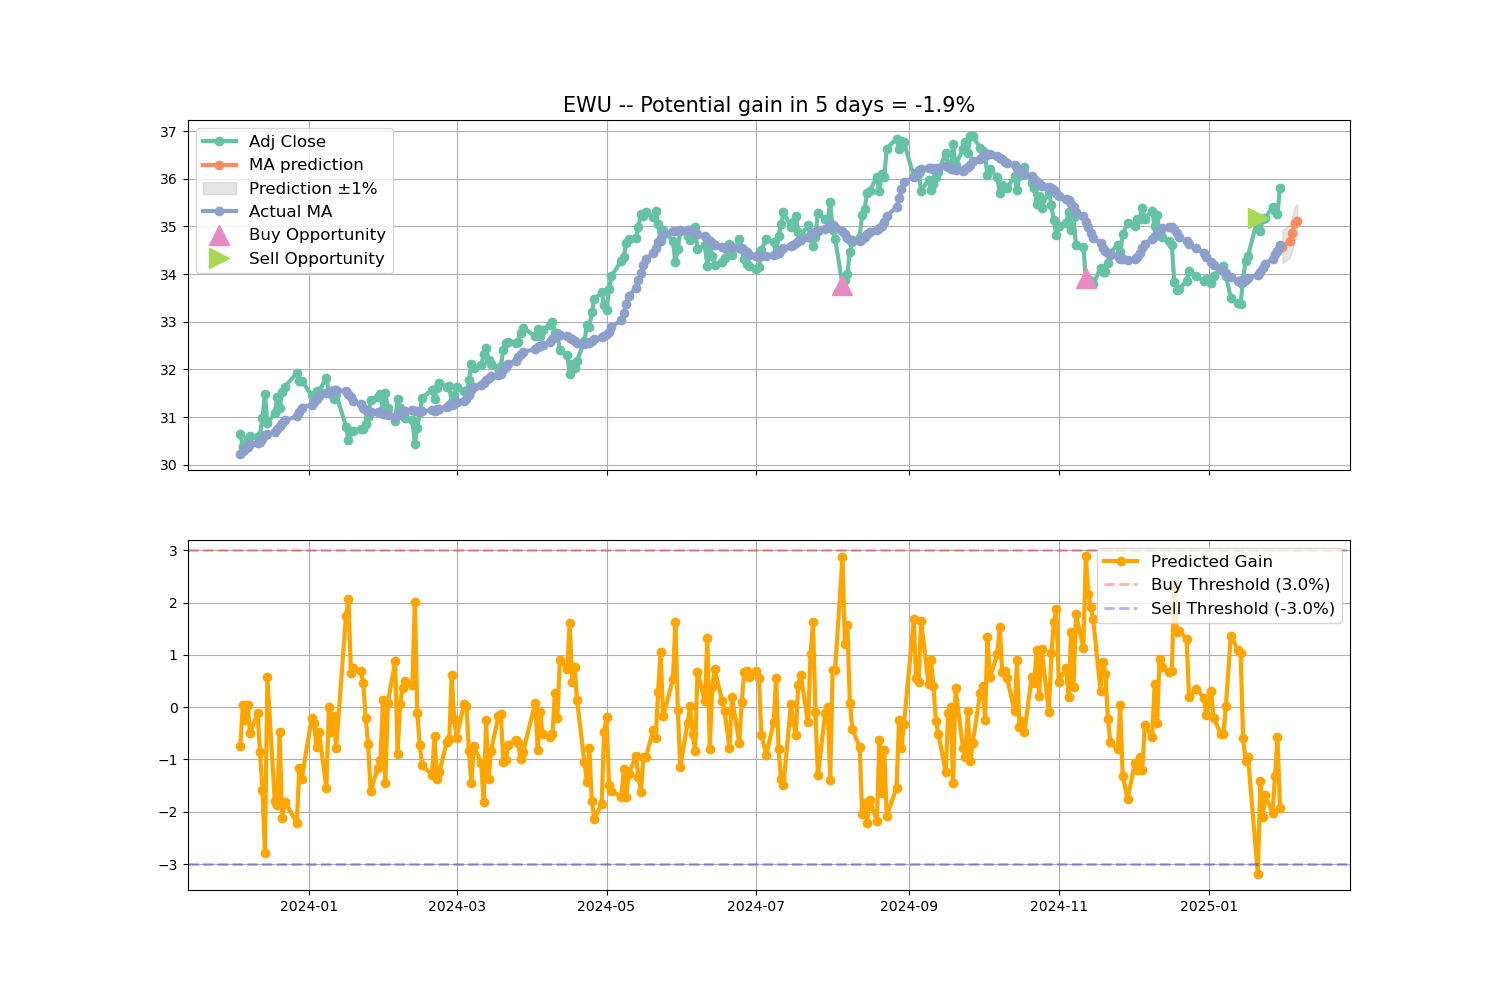 EWU -- Potential gain in 5 days = -1.9%
37
36
35
34
33
32
31
30
Adj Close
MA prediction
Prediction ±1%
Actual MA
Buy Opportunity
Sell Opportunity
3
2
1
0
−1
−2
−3
Predicted Gain
Buy Threshold (3.0%)
Sell Threshold (-3.0%)
2024-01
2024-03
2024-05
2024-07
2024-09
2024-11
2025-01